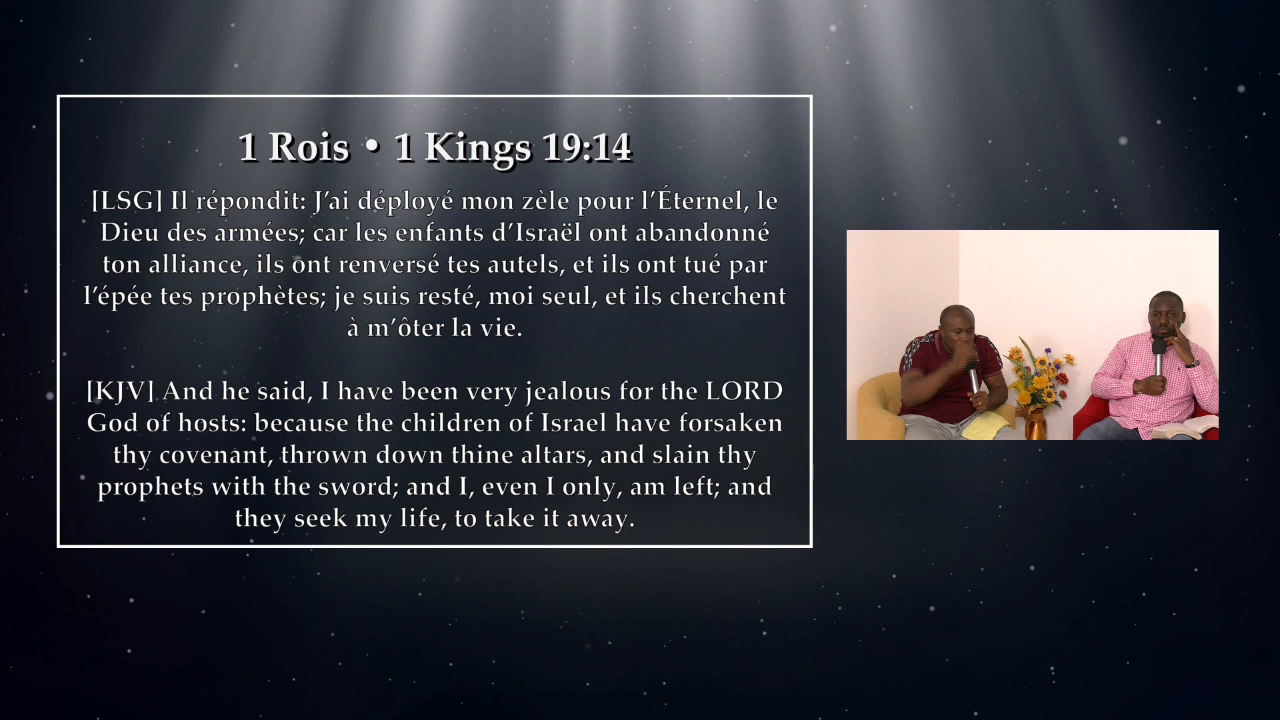 1 Rois • 1 Kings 19:14
[LSG] Il répondit: J’ai déployé mon zèle pour l’Éternel, le
Dieu des armées; car les enfants d’Israël ont abandonné
ton alliance, ils ont renversé tes autels, et ils ont tué par
l’épée tes prophètes; je suis resté, moi seul, et ils cherchent
à m’ôter la vie.
[KJV] And he said, I have been very jealous for the LORD
God of hosts: because the children of Israel have forsaken
thy covenant, thrown down thine altars, and slain thy
prophets with the sword; and I, even I only, am left; and
they seek my life, to take it away.